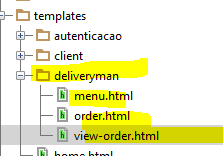 templates
autenticacao
client
deliveryman
menu.html
order.html
view-order.html
home.html